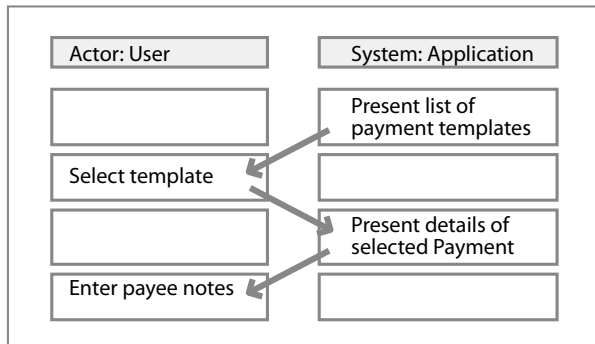 Actor: User
System: Application
Present list of
payment templates
Select template
Present details of
selected Payment
Enter payee notes